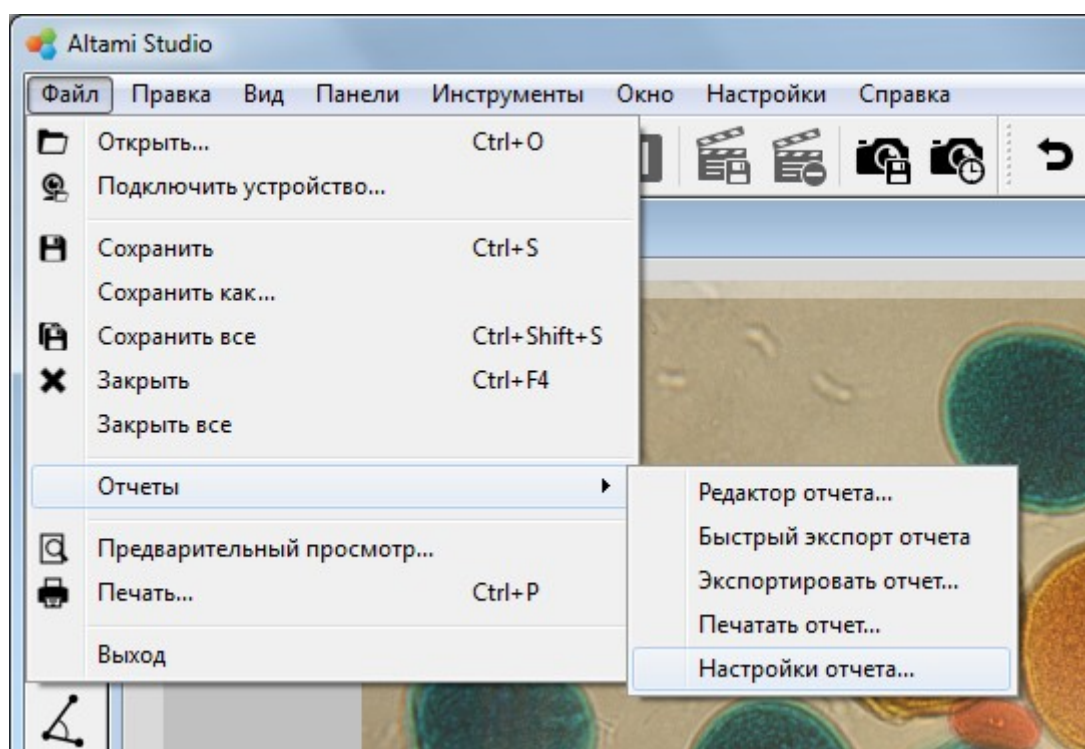 Altami Studio
Файл Правка Вид Панели Инструменты Окно Настройки Справка
Открыть... Ctrl+O
Подключить устройство...
Сохранить Ctrl+S
Сохранить как...
Сохранить все Ctrl+Shift+S
Закрыть Ctrl+F4
Закрыть все
Отчеты
Редактор отчета...
Быстрый экспорт отчета
Предварительный просмотр...
Экспортировать отчет...
Печать... Ctrl+P
Печатать отчет...
Выход
Настройки отчета...